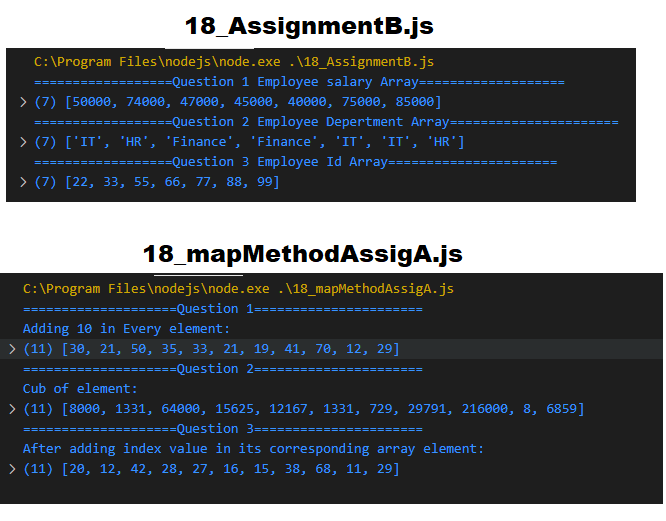 18_AssignmentB.js
C:\Program Files\nodejs\node.exe .\18_AssignmentB.js
==================Question 1 Employee salary Array===================
> (7) [50000, 74000, 47000, 45000, 40000, 75000, 85000]
==================Question 2 Employee Depertment Array======================
> (7) ['IT', 'HR', 'Finance', 'Finance', 'IT', 'IT', 'HR']
==================Question 3 Employee Id Array======================
> (7) [22, 33, 55, 66, 77, 88, 99]
18_mapMethodAssigA.js
C:\Program Files\nodejs\node.exe .\18_mapMethodAssigA.js
====================Question 1======================
Adding 10 in Every element:
> (11) [30, 21, 50, 35, 33, 21, 19, 41, 70, 12, 29]
====================Question 2======================
Cub of element:
> (11) [8000, 1331, 64000, 15625, 12167, 1331, 729, 29791, 216000, 8, 6859]
====================Question 3======================
After adding index value in its corresponding array element:
> (11) [20, 12, 42, 28, 27, 16, 15, 38, 68, 11, 29]